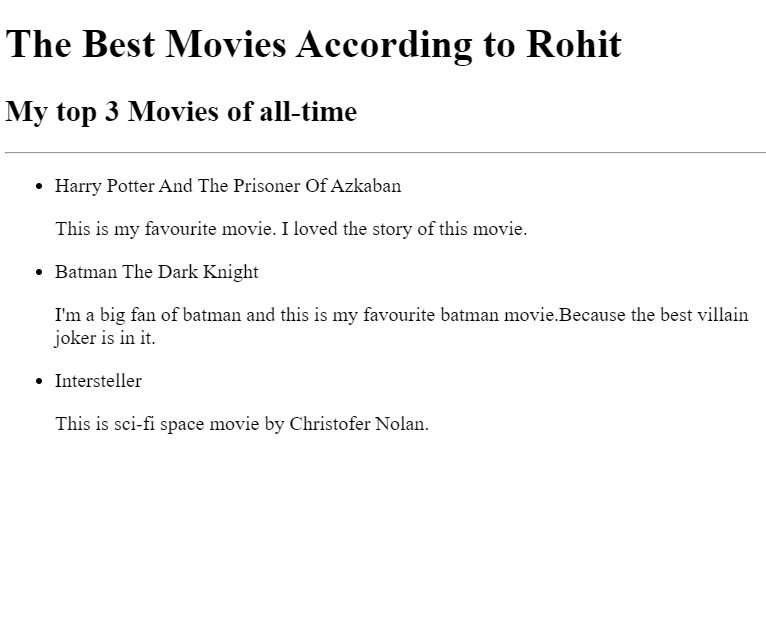 The Best Movies According to Rohit
My top 3 Movies of all-time
Harry Potter And The Prisoner Of Azkaban
This is my favourite movie. I loved the story of this movie.
Batman The Dark Knight
I'm a big fan of batman and this is my favourite batman movie.Because the best villain
joker is in it.
Intersteller
This is sci-fi space movie by Christofer Nolan.